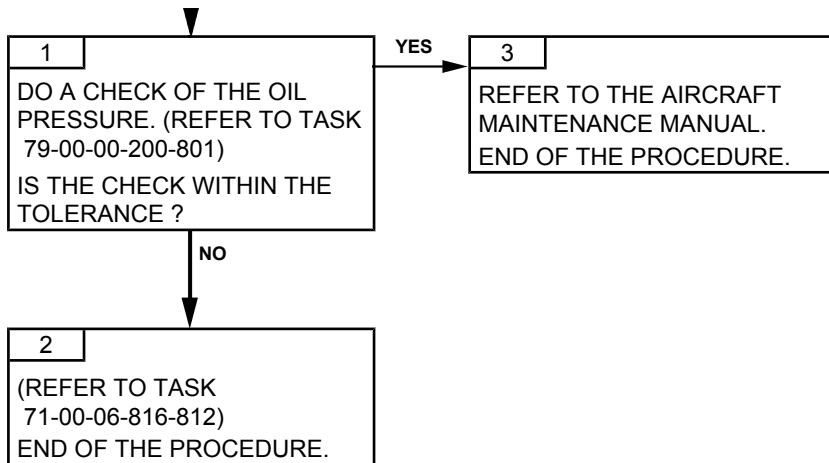 1
DO A CHECK OF THE OIL
PRESSURE. (REFER TO TASK
79-00-00-200-801)
IS THE CHECK WITHIN THE
TOLERANCE ?
YES
3
REFER TO THE AIRCRAFT
MAINTENANCE MANUAL.
END OF THE PROCEDURE.
NO
2
(REFER TO TASK
71-00-06-816-812)
END OF THE PROCEDURE.